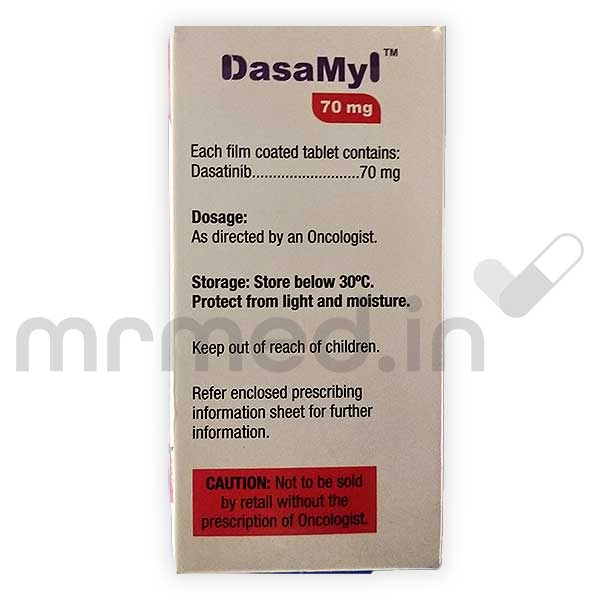 DasaMyl™
70 mg
Each film coated tablet contains:
Dasatinib..........................70 mg
Dosage:
As directed by an Oncologist.
Storage: Store below 30ºC.
Protect from light and moisture.
mrmed.in
Keep out of reach of children.
Refer enclosed prescribing
information sheet for further
information.
CAUTION: Not to be sold
by retail without the
prescription of Oncologist.